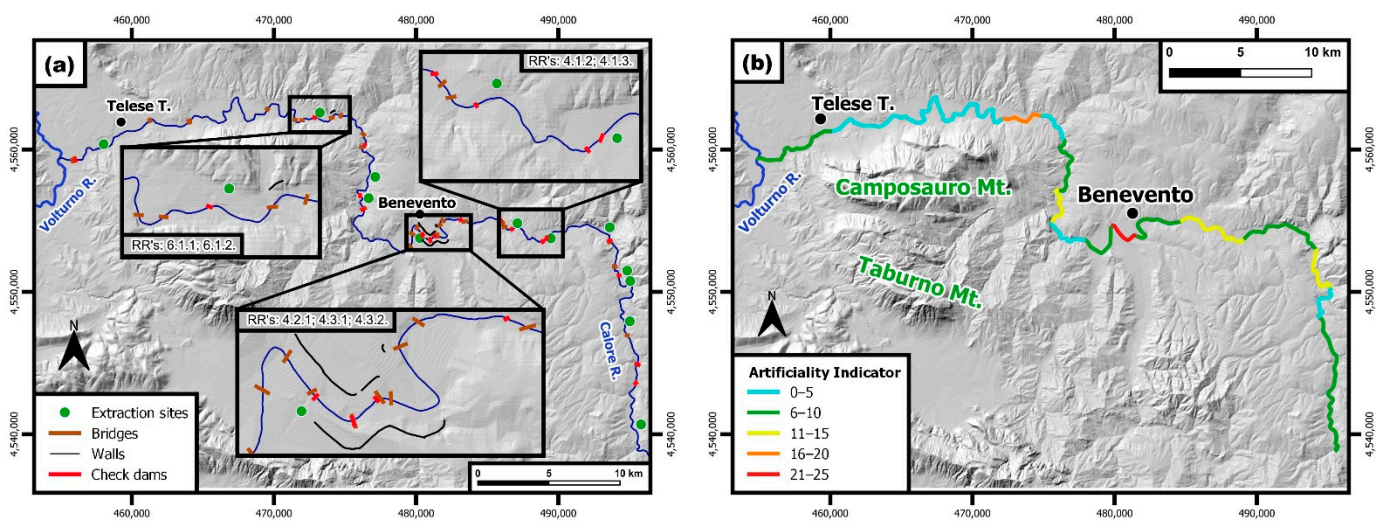 460,000
470,000
480,000
490,000
(a)
RR's: 4.1.2; 4.1.3.
Telese T.
4,560,000
4,560,000
Volturno R.
Benevento
RR's: 6.1.1; 6.1.2.
4,550,000
4,550,000
RR's: 4.2.1; 4.3.1; 4.3.2.
Calore R.
N
Extraction sites
Bridges
Walls
Check dams
4,540,000
4,540,000
0 5 10 km
460,000
470,000
480,000
490,000
460,000
470,000
480,000
490,000
(b)
0 5 10 km
Telese T.
4,560,000
4,560,000
Camposauro Mt.
Benevento
Volturno R.
Taburno Mt.
4,550,000
4,550,000
N
Artificiality Indicator
0–5
6–10
11–15
16–20
21–25
4,540,000
4,540,000
460,000
470,000
480,000
490,000